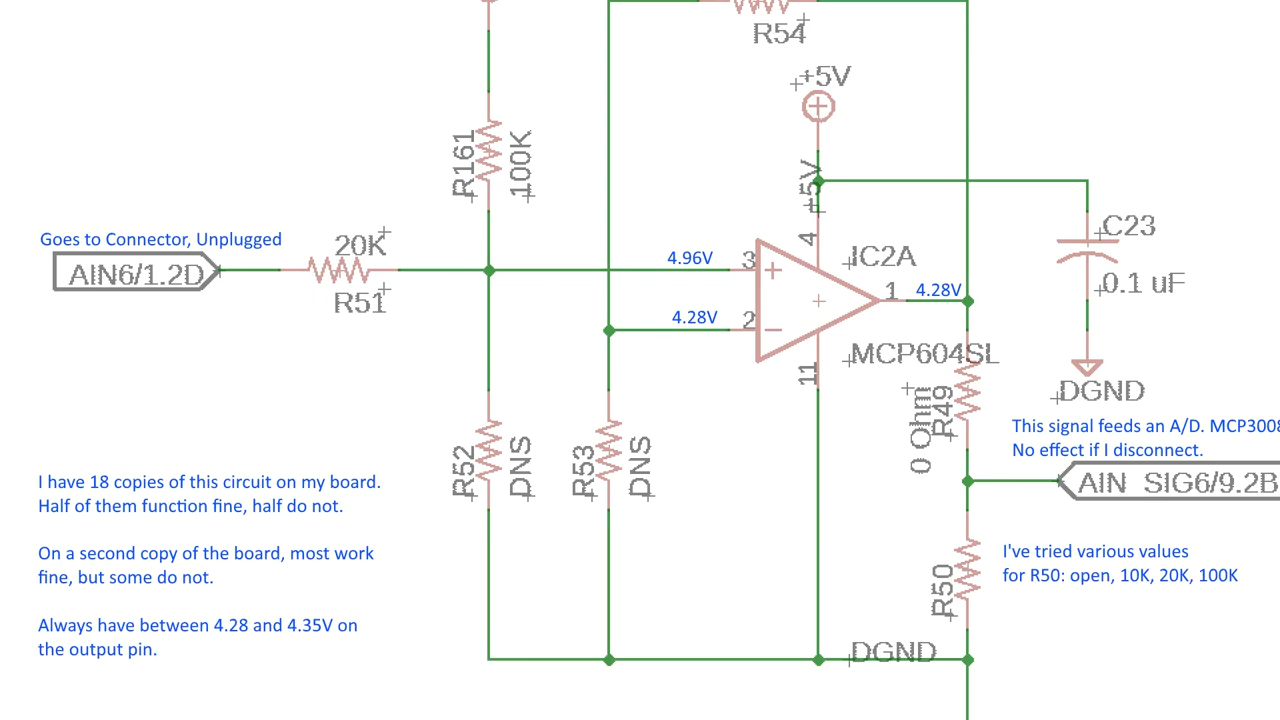 R54
+5V
R161
100K
+5V
4
Goes to Connector, Unplugged
AIN6/1.2D
20K
R51
4.96V
3
IC2A
4.28V
2
1
4.28V
MCP604SL
11
C23
0.1 uF
DGND
0 Ohm
R49
This signal feeds an A/D. MCP3008
No effect if I disconnect.
AIN SIG6/9.2B
R52
DNS
R53
DNS
I have 18 copies of this circuit on my board.
Half of them function fine, half do not.
On a second copy of the board, most work
fine, but some do not.
Always have between 4.28 and 4.35V on
the output pin.
I've tried various values
for R50: open, 10K, 20K, 100K
R50
DGND